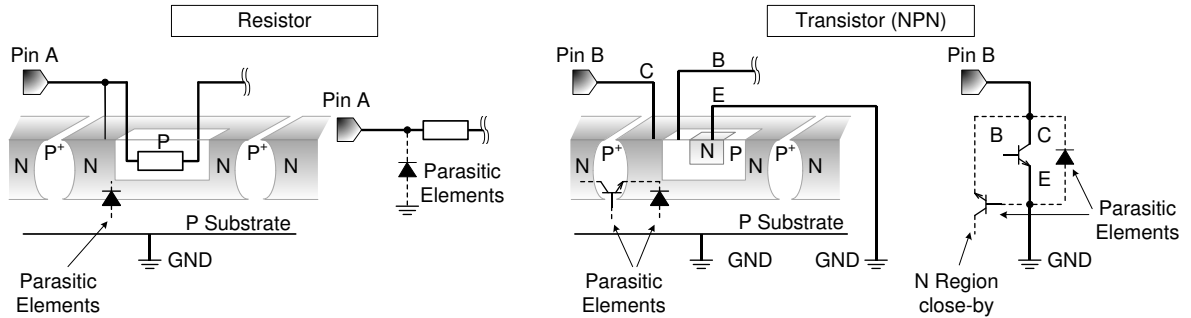 Resistor
Transistor (NPN)
Pin A
Pin B
C
B
E
Pin B
Pin A
N
P+
N
P
N
P+
N
Parasitic
Elements
P Substrate
GND
Parasitic
Elements
N
P+
N
N
P
N
P+
N
P Substrate
GND
GND
Parasitic
Elements
B
C
E
Parasitic
Elements
N Region
close-by